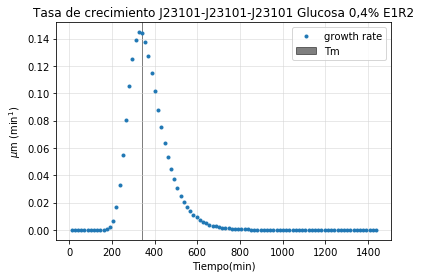 Tasa de crecimiento J23101-J23101-J23101 Glucosa 0,4% E1R2
growth rate
Tm
μm (min¹)
0.14
0.12
0.10
0.08
0.06
0.04
0.02
0.00
0 200 400 600 800 1000 1200 1400
Tiempo(min)